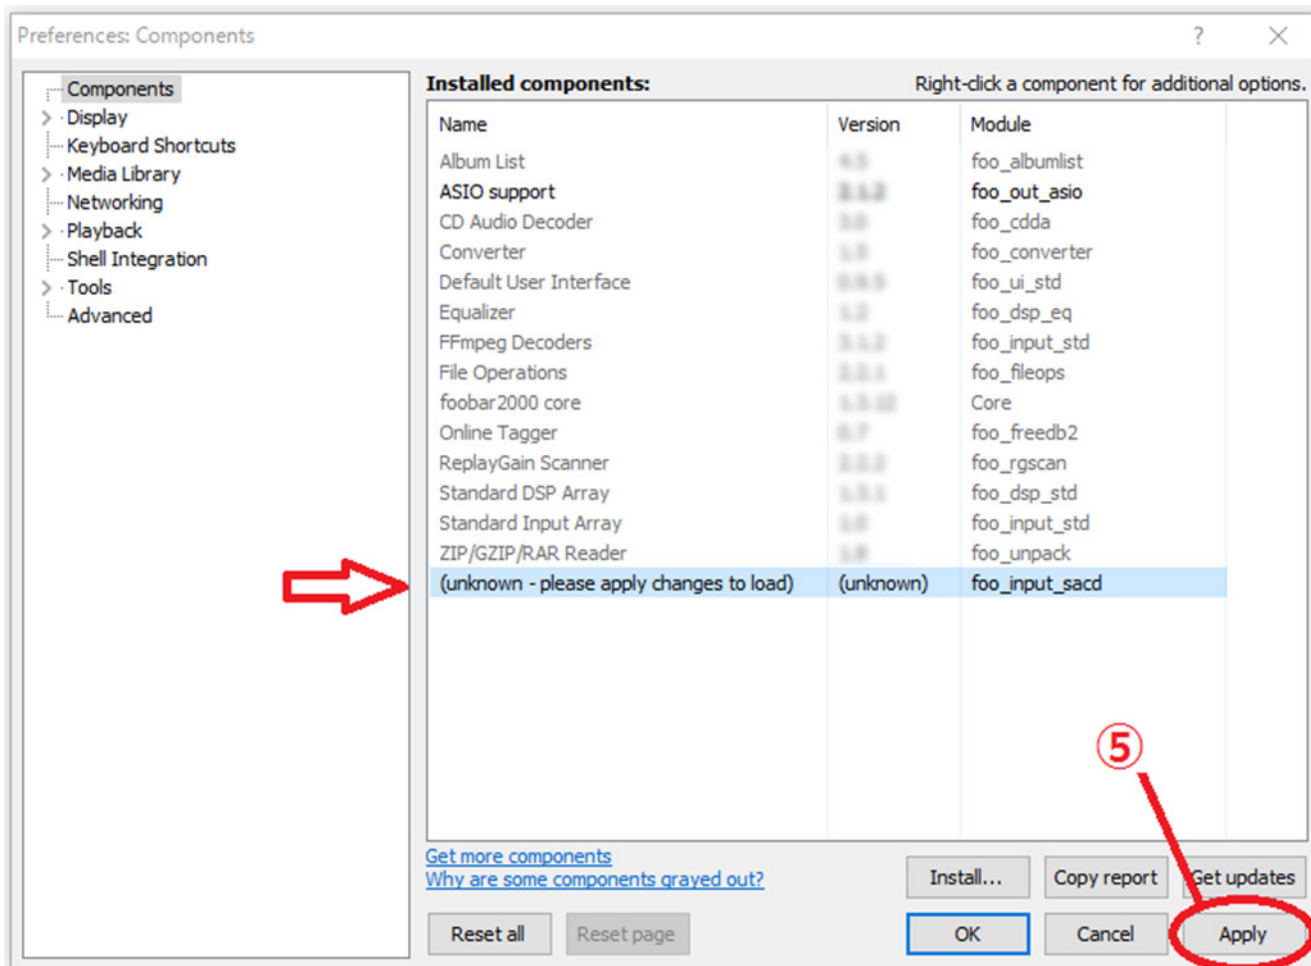 Preferences: Components
?
Components
Display
Keyboard Shortcuts
Media Library
Networking
Playback
Shell Integration
Tools
Advanced
Installed components: Right-click a component for additional options.
Name Version Module
Album List foo_albumlist
ASIO support foo_out_asio
CD Audio Decoder foo_cdda
Converter foo_converter
Default User Interface foo_ui_std
Equalizer foo_dsp_eq
FFmpeg Decoders foo_input_std
File Operations foo_fileops
foobar2000 core Core
Online Tagger foo_freedb2
ReplayGain Scanner foo_rgscan
Standard DSP Array foo_dsp_std
Standard Input Array foo_input_std
ZIP/GZIP/RAR Reader foo_unpack
(unknown - please apply changes to load) (unknown) foo_input_sacd
⑤
Get more components
Why are some components grayed out?
Install... Copy report Get updates
Reset all Reset page OK Cancel Apply